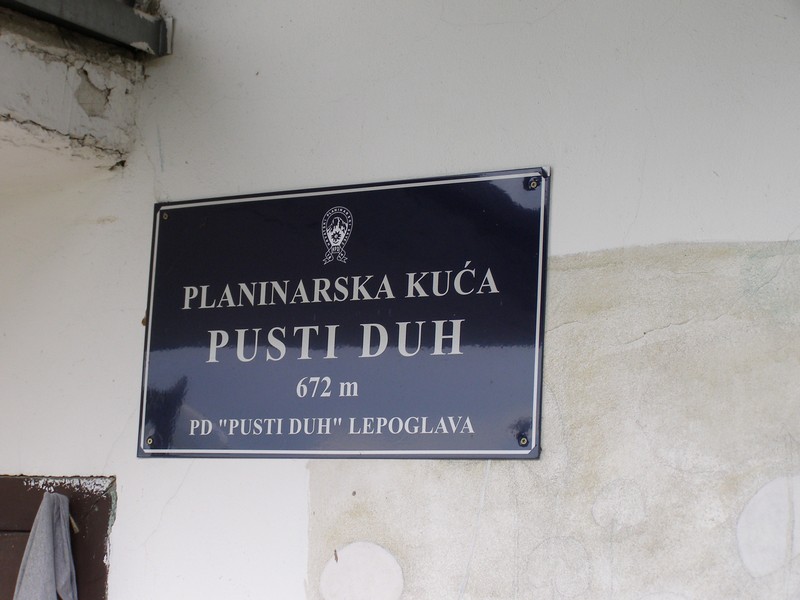 PLANINARSKA KUĆA
PUSTI DUH
672 m
PD "PUSTI DUH" LEPOGLAVA